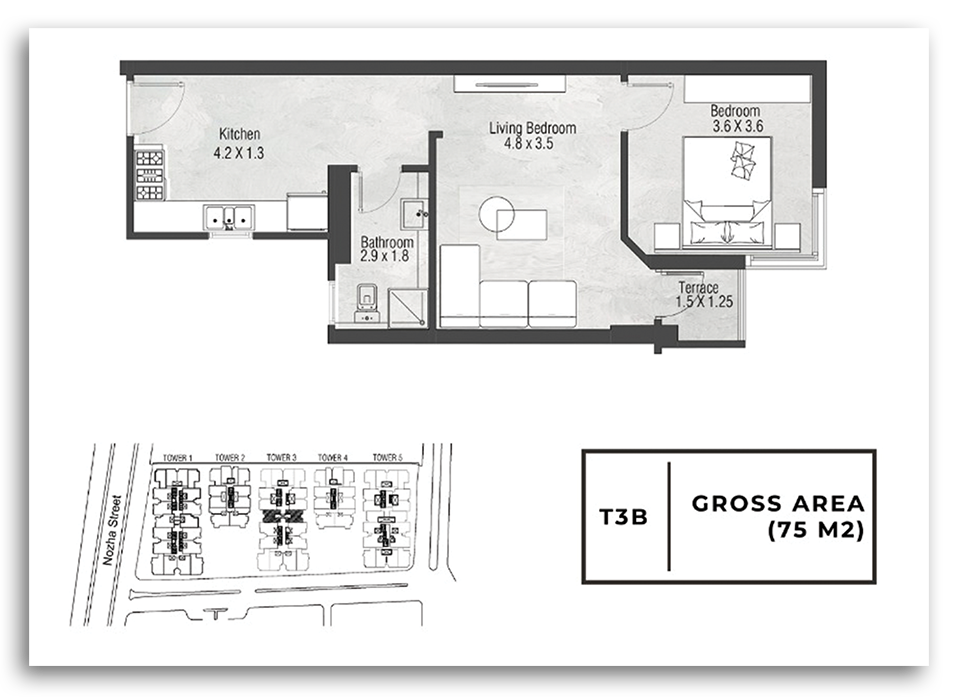 Kitchen
4.2 X 1.3
Living Bedroom
4.8 x 3.5
Bedroom
3.6 X 3.6
Bathroom
2.9 x 1.8
Terrace
1.5 X 1.25
TOWER 1
TOWER 2
TOWER 3
TOWER 4
TOWER 5
Nozha Street
T3B
GROSS AREA
(75 M2)